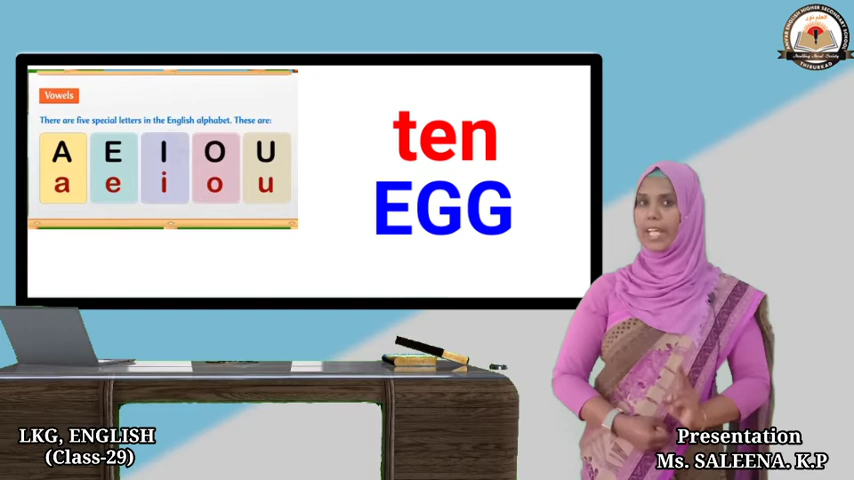 Vowels
There are five special letters in the English alphabet. These are:
A E I O U
a e i o u
ten
EGG
LKG, ENGLISH
(Class-29)
Presentation
Ms. SALEENA. K.P